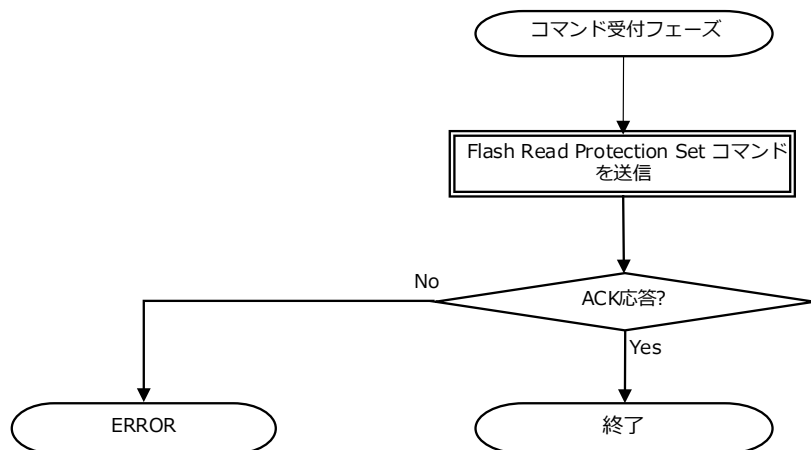 コマンド受付フェーズ
Flash Read Protection Set コマンド
を送信
No
ACK応答?
Yes
ERROR
終了